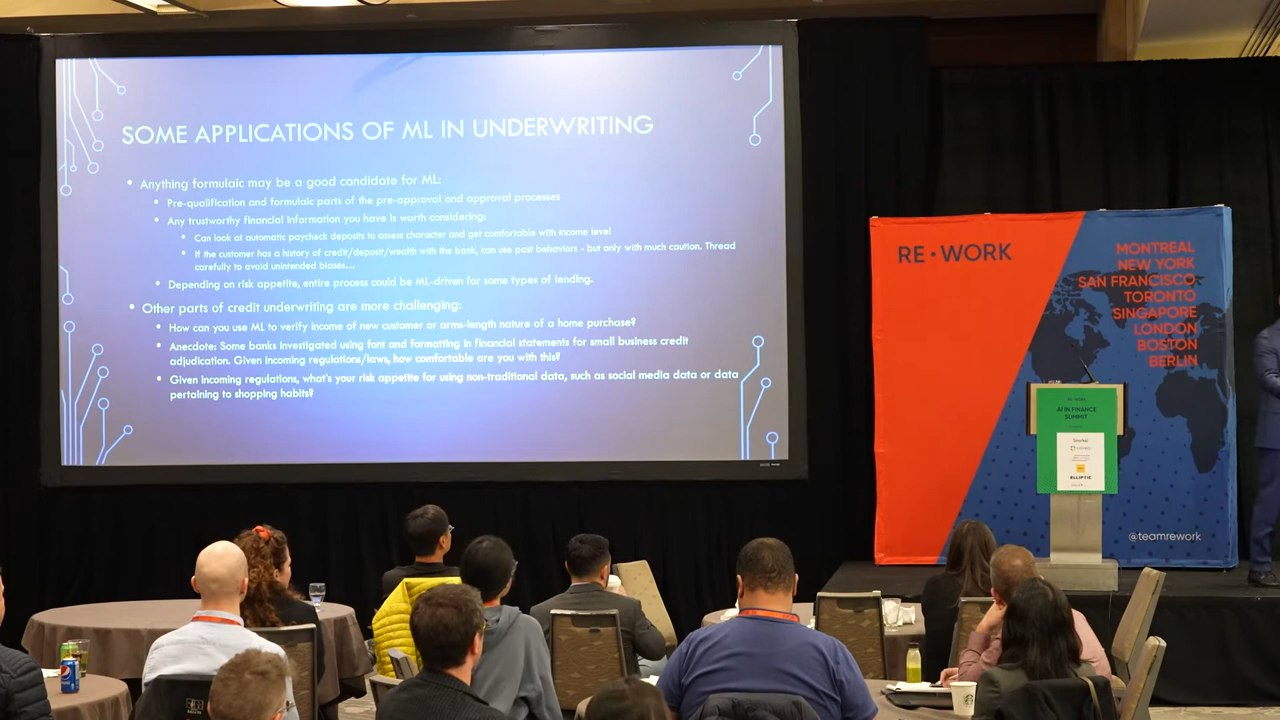 SOME APPLICATIONS OF ML IN UNDERWRITING
• Anything formulaic may be a good candidate for ML:
• Pre-qualification and formulaic parts of the pre-approval and approval processes
• Any trustworthy financial information you have is worth considering:
• Can look at automatic paycheck deposits to assess character and get comfortable with income level
• If the customer has a history of credit/deposit/wealth with the bank, can use past behaviors - but only with much caution. Thread
carefully to avoid unintended biases...
• Depending on risk appetite, entire process could be ML-driven for some types of lending.
• Other parts of credit underwriting are more challenging:
• How can you use ML to verify income of new customer or arms-length nature of a home purchase?
• Anecdote: Some banks investigated using font and formatting in financial statements for small business credit
adjudication. Given incoming regulations/laws, how comfortable are you with this?
• Given incoming regulations, what's your risk appetite for using non-traditional data, such as social media data or data
pertaining to shopping habits?
RE•WORK
MONTREAL
NEW YORK
SAN FRANCISCO
TORONTO
SINGAPORE
LONDON
BOSTON
BERLIN
AI IN FINANCE
SUMMIT
Snorkel
ELLIPTIC
@teamrework
pepsi